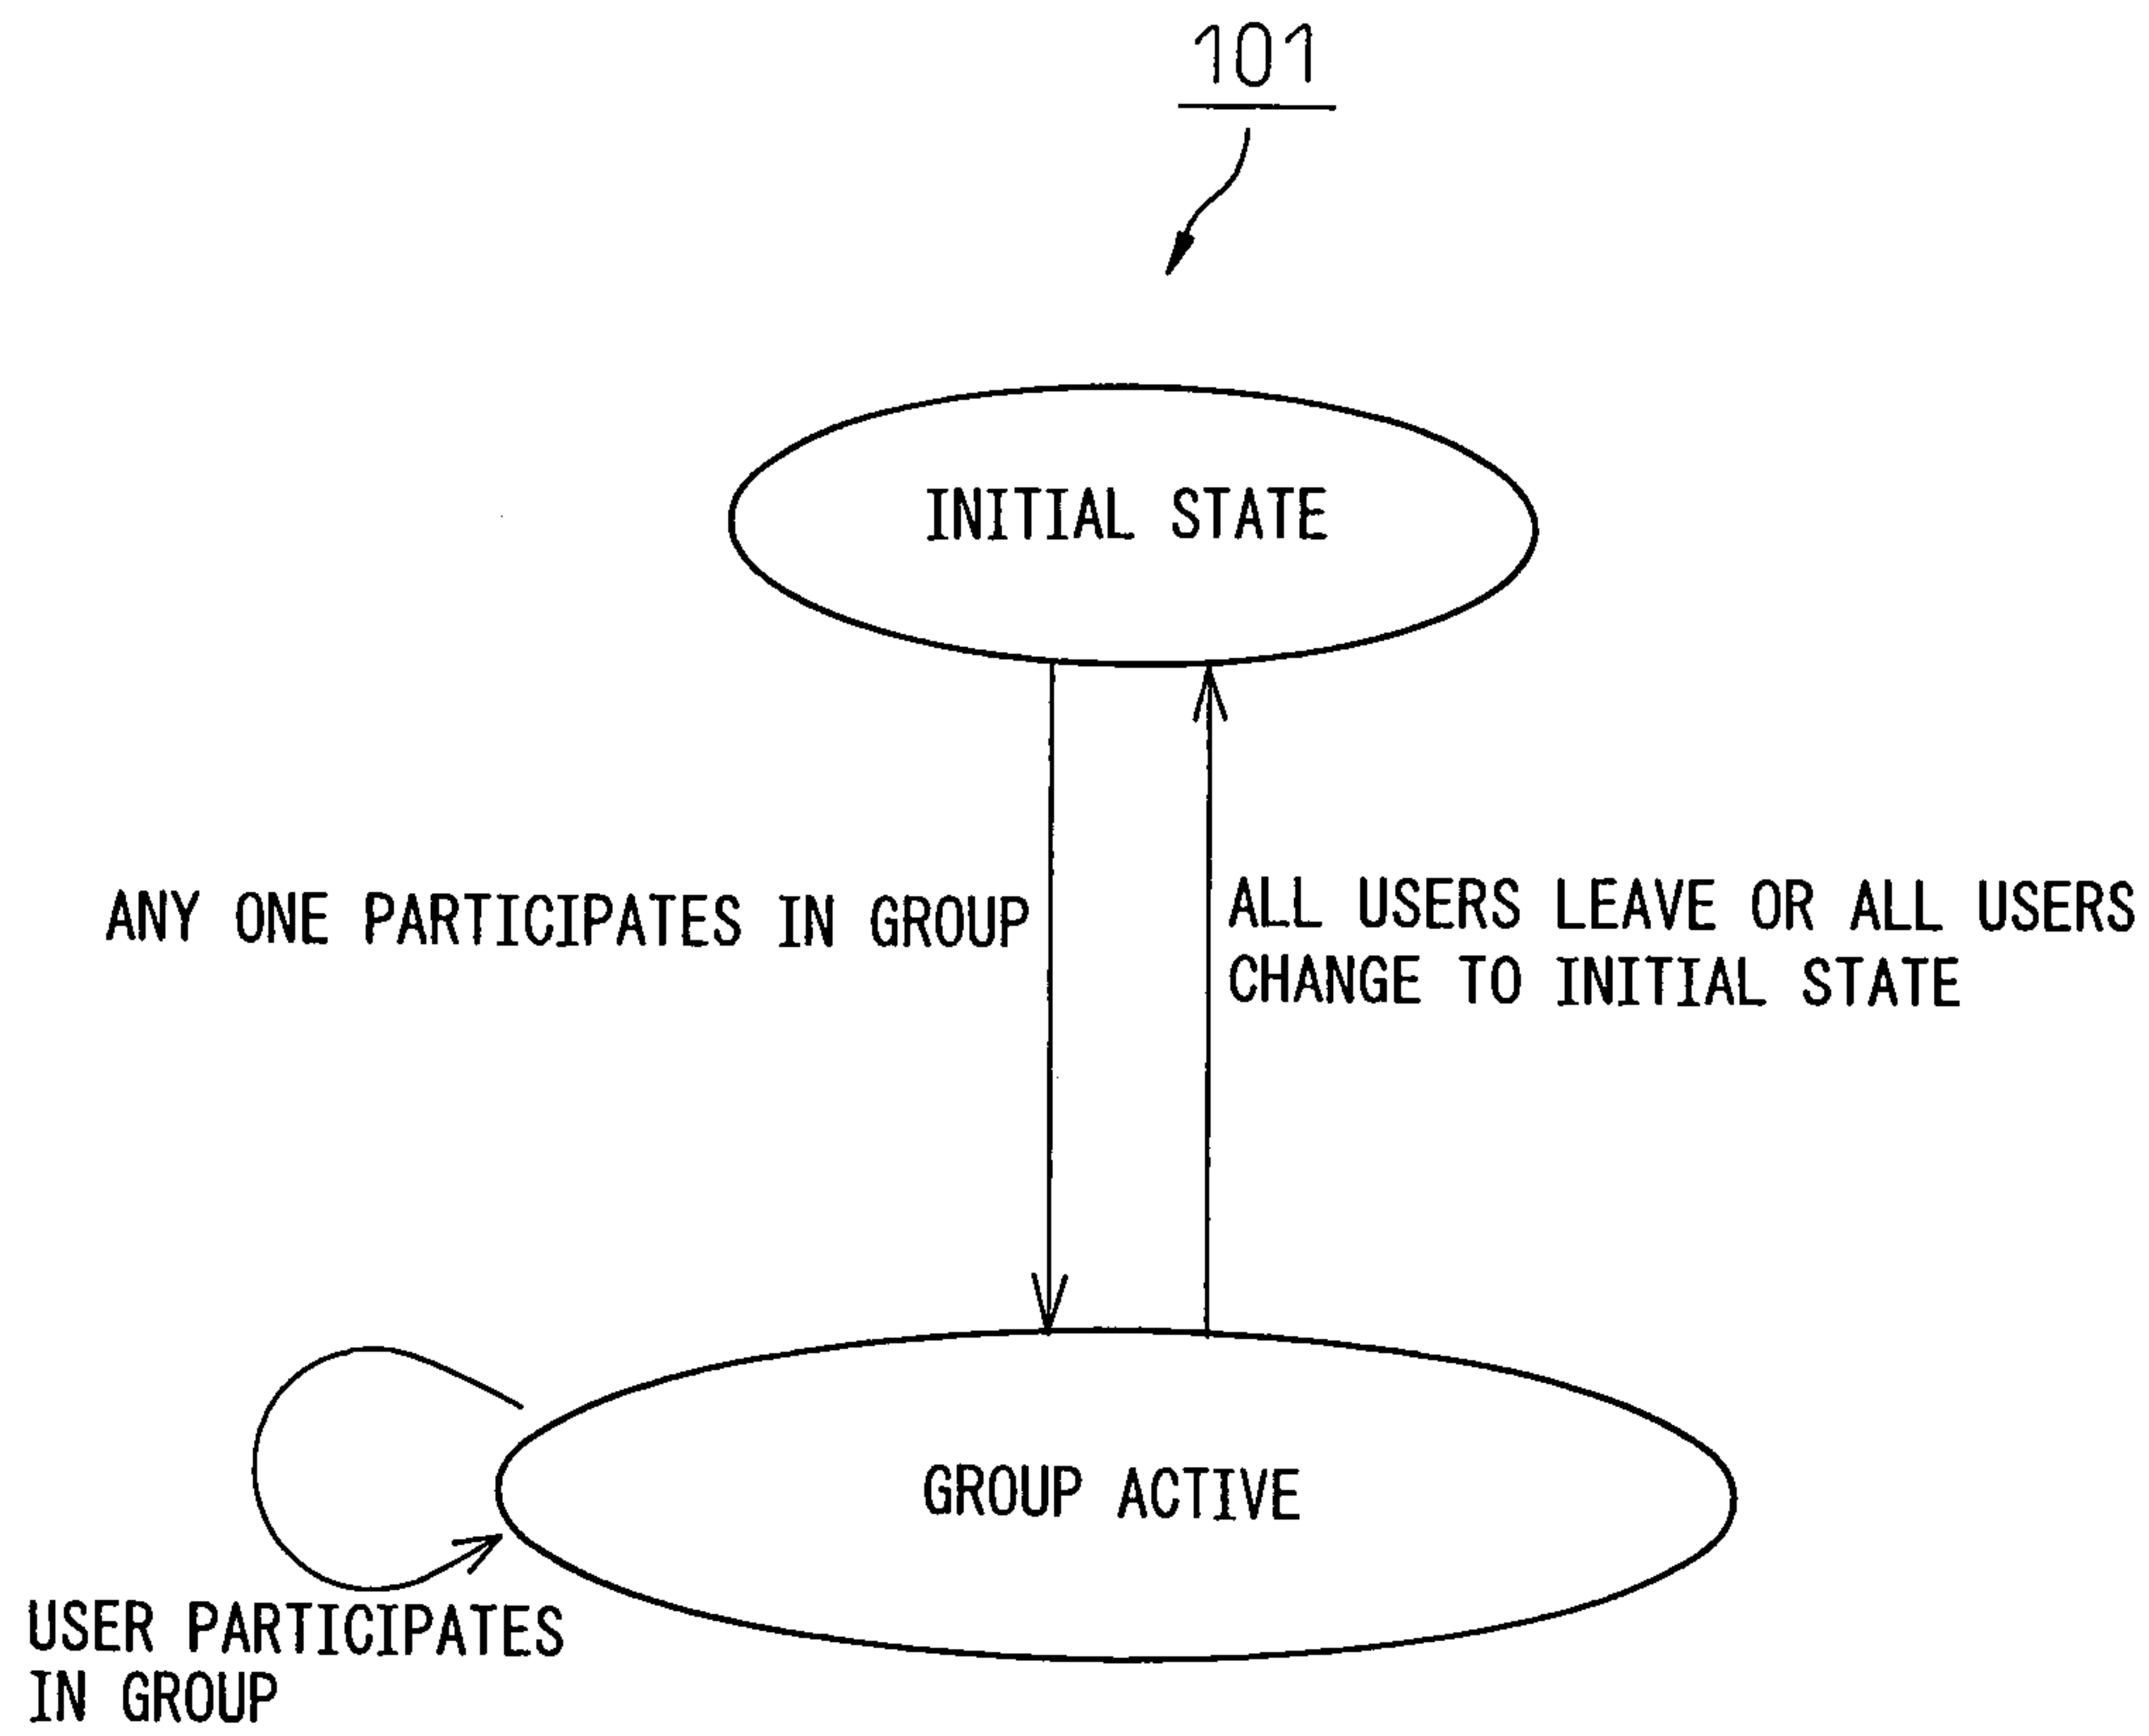 101
INITIAL STATE
ANY ONE PARTICIPATES IN GROUP
ALL USERS LEAVE OR ALL USERS
CHANGE TO INITIAL STATE
GROUP ACTIVE
USER PARTICIPATES
IN GROUP